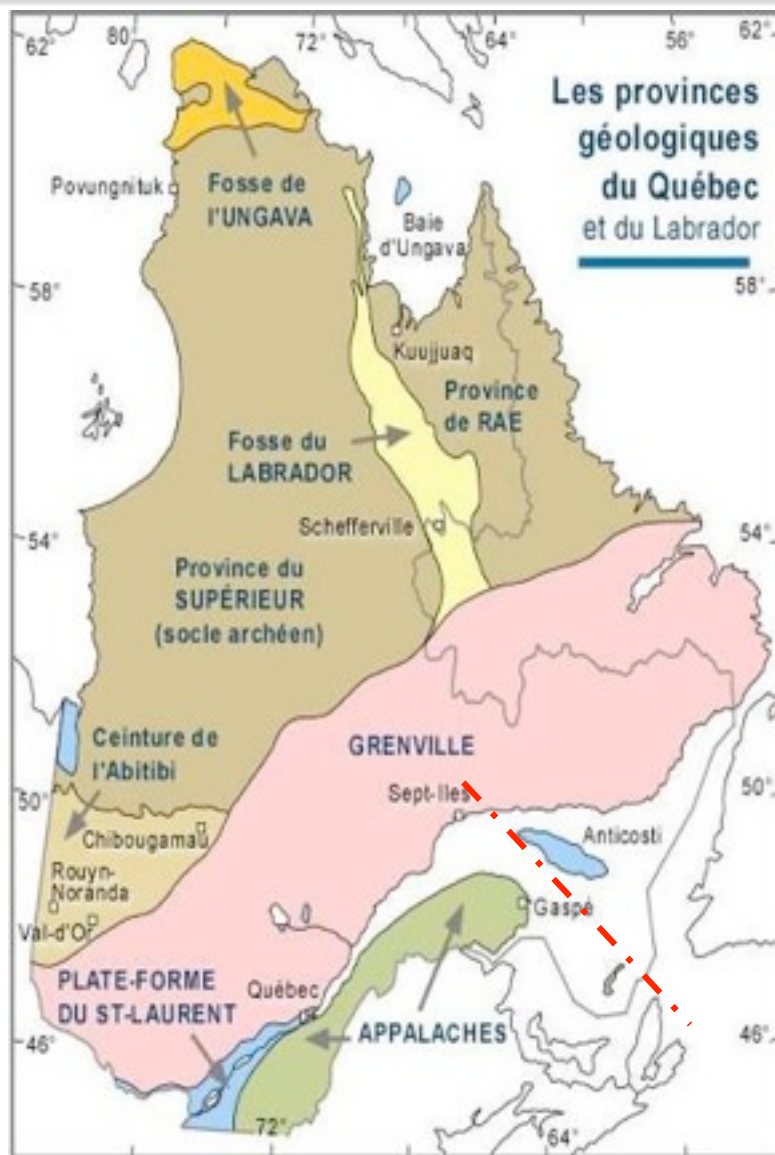 62°
80
72°
64
56°
62°
Les provinces
géologiques
du Québec
et du Labrador
Povungnituk
Fosse de
l'UNGAVA
Baie
d'Ungava
58°
58°
Kuujjuaq
Province
de RAE
Fosse du
LABRADOR
Schefferville
54°
54°
Province du
SUPÉRIEUR
(socle archéen)
Ceinture de
l'Abitibi
GRENVILLE
50°
50°
Sept-Iles
Chibougamau
Anticosti
Rouyn-
Noranda
Gaspé
Val-d'Or
PLATE-FORME
DU ST-LAURENT
Québec
APPALACHES
46°
46°
72°
64°